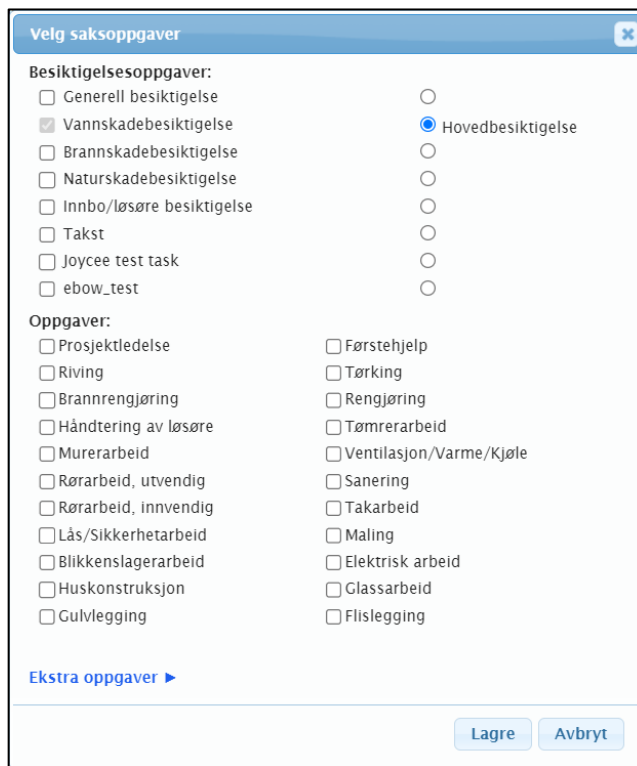 Velg saksoppgaver
Besiktigelsesoppgaver:
Generell besiktigelse
Vannskadebesiktigelse Hovedbesiktigelse
Brannskadebesiktigelse
Naturskadebesiktigelse
Innbo/løsøre besiktigelse
Takst
Joycee test task
ebow_test
Oppgaver:
Prosjektledelse Førstehjelp
Riving Tørking
Brannrengjøring Rengjøring
Håndtering av løsøre Tømrerarbeid
Murerarbeid Ventilasjon/Varme/Kjøle
Rørarbeid, utvendig Sanering
Rørarbeid, innvendig Takarbeid
Lås/Sikkerhetarbeid Maling
Blikkenslagerarbeid Elektrisk arbeid
Huskonstruksjon Glassarbeid
Gulvlegging Flislegging
Ekstra oppgaver ►
Lagre Avbryt